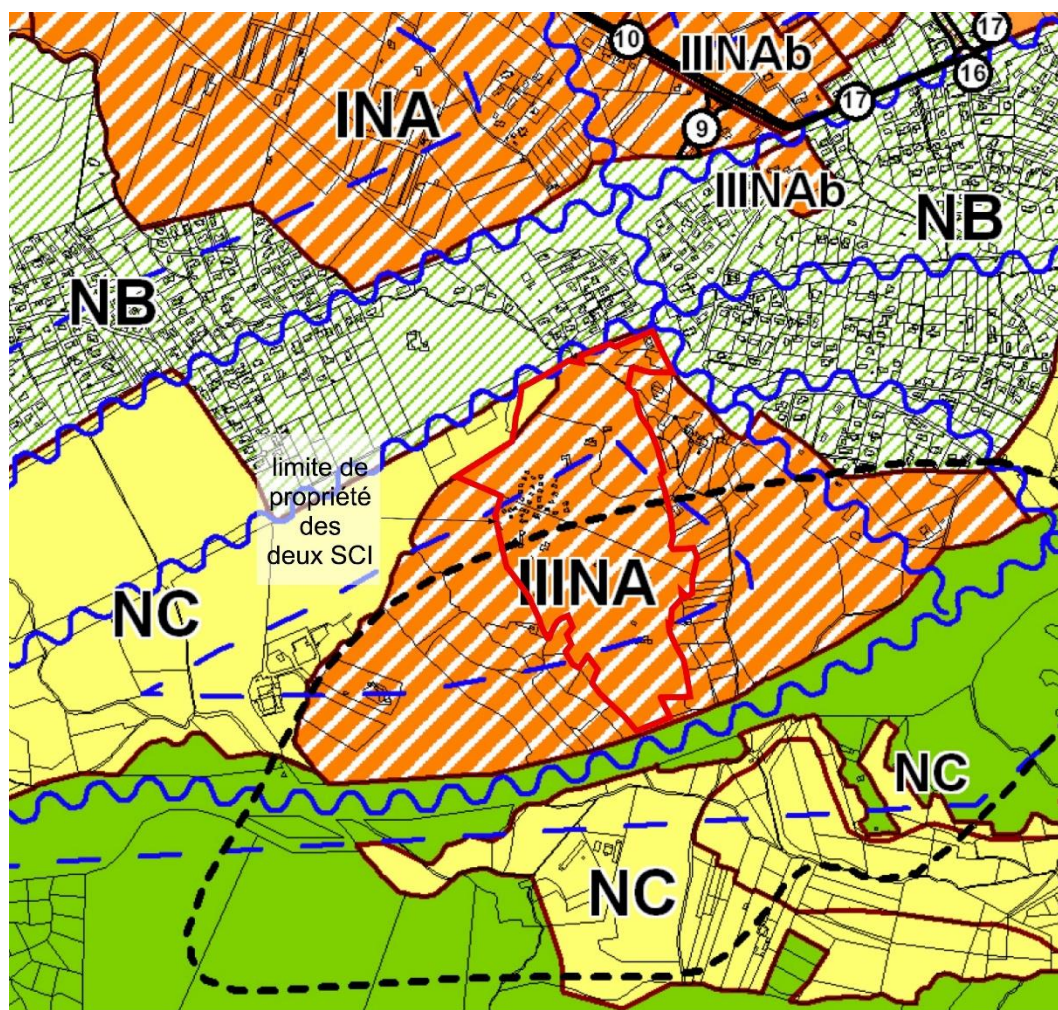 17
10
IIINAb
16
17
INA
9
IIINAb
NB
NB
limite de
propriété
des
deux SCI
IIINA
NC
NC
NC